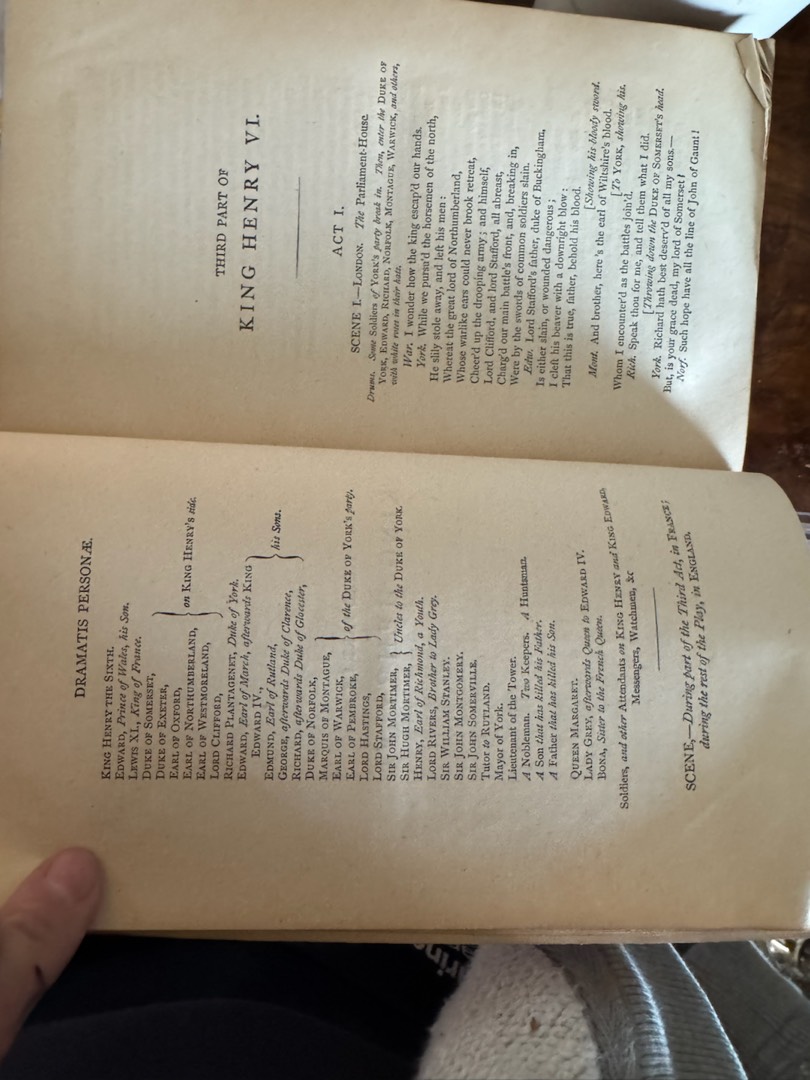 DRAMATIS PERSONÆ.
KING HENRY THE SIXTH.
EDWARD, Prince of Wales, his Son.
LEWIS XI., King of France.
DUKE OF SOMERSET,
DUKE OF EXETER,
EARL OF OXFORD,
EARL OF NORTHUMBERLAND,
EARL OF WESTMORELAND,
LORD CLIFFORD,
} on KING HENRY'S side.
RICHARD PLANTAGENET, Duke of York.
EDWARD, Earl of March, afterwards KING
EDWARD IV.,
EDMUND, Earl of Rutland,
GEORGE, afterwards Duke of Clarence,
RICHARD, afterwards Duke of Glocester,
} his Sons.
DUKE OF NORFOLK,
MARQUIS OF MONTAGUE,
EARL OF WARWICK,
EARL OF PEMBROKE,
LORD HASTINGS,
LORD STAFFORD,
} of the DUKE OF YORK'S party.
SIR JOHN MORTIMER,
SIR HUGH MORTIMER,
} Uncles to the DUKE OF YORK.
HENRY, Earl of Richmond, a Youth.
LORD RIVERS, Brother to Lady Grey.
SIR WILLIAM STANLEY.
SIR JOHN MONTGOMERY.
SIR JOHN SOMERVILLE.
Tutor to RUTLAND.
Mayor of York.
Lieutenant of the Tower.
A Nobleman. Two Keepers. A Huntsman.
A Son that has killed his Father.
A Father that has killed his Son.
QUEEN MARGARET.
LADY GREY, afterwards Queen to EDWARD IV.
BONA, Sister to the French Queen.
Soldiers, and other Attendants on KING HENRY and KING EDWARD,
Messengers, Watchmen, &c
SCENE,—During part of the Third Act, in FRANCE;
during the rest of the Play, in ENGLAND.
THIRD PART OF
KING HENRY VI.
ACT I.
SCENE I.—LONDON. The Parliament-House.
Drums. Some Soldiers of YORK'S party break in. Then, enter the DUKE OF
YORK, EDWARD, RICHARD, NORFOLK, MONTAGUE, WARWICK, and others,
with white roses in their hats.
War. I wonder how the king escap'd our hands.
York. While we pursu'd the horsemen of the north,
He slily stole away, and left his men:
Whereat the great lord of Northumberland,
Whose warlike ears could never brook retreat,
Cheer'd up the drooping army; and himself,
Lord Clifford, and lord Stafford, all abreast,
Charg'd our main battle's front, and, breaking in,
Were by the swords of common soldiers slain.
Edw. Lord Stafford's father, duke of Buckingham,
Is either slain, or wounded dangerous;
I cleft his beaver with a downright blow:
That this is true, father, behold his blood.
[Showing his bloody sword.
Mont. And brother, here's the earl of Wiltshire's blood.
[To YORK, showing his.
Whom I encounter'd as the battles join'd.
Rich. Speak thou for me, and tell them what I did.
[Throwing down the DUKE OF SOMERSET'S head.
York. Richard hath best deserv'd of all my sons.—
But, is your grace dead, my lord of Somerset?
Norf. Such hope have all the line of John of Gaunt!